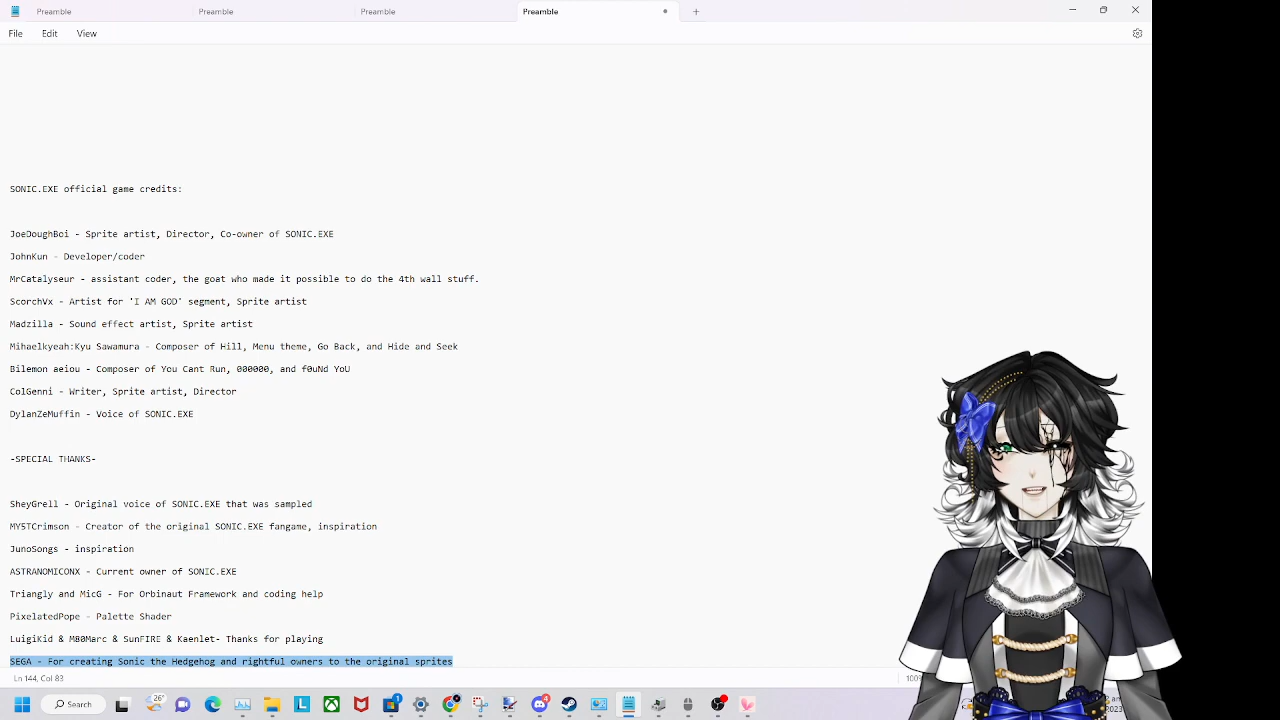 Preamble Preamble Preamble Preamble
File Edit View
SONIC.EXE official game credits:
JoeDoughBoi - Sprite artist, Director, Co-owner of SONIC.EXE
JohnKun - Developer/coder
MrCatalyseur - assistant coder, the goat who made it possible to do the 4th wall stuff.
ScorchVx - Artist for 'I AM GOD' segment, Sprite artist
Madzilla - Sound effect artist, Sprite artist
Mihaelkyeah:Kyu Sawamura - Composer of Hill, Menu theme, Go Back, and Hide and Seek
Bilemon aeiou - Composer of You Cant Run, 000000, and f0uNd YoU
ColGenni - Writer, Sprite artist, Director
DylanZeMuffin - Voice of SONIC.EXE
-SPECIAL THANKS-
SheyGrell - Original voice of SONIC.EXE that was sampled
MY5TCrimson - Creator of the original SONIC.EXE fangame, inspiration
JunoSongs - inspiration
ASTRANOMICONX - Current owner of SONIC.EXE
Triangly and MicG - For Orbinaut Framework and coding help
PixelatedPope - Palette Shader
LuigiKid & MB0Marc & SunFIRE & Kaenlet- Thanks for playing
SEGA - For creating Sonic the Hedgehog and rightful owners to the original sprites
Ln 144, Col 83
26°
Search